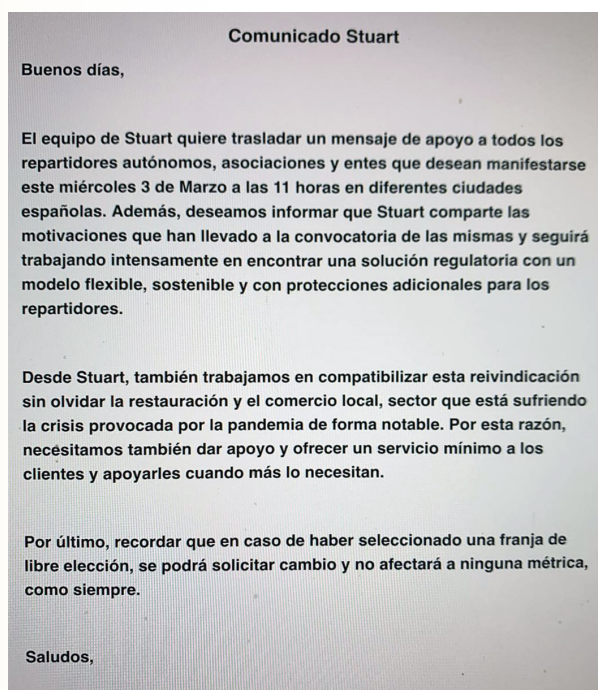 Comunicado Stuart
Buenos días,
El equipo de Stuart quiere trasladar un mensaje de apoyo a todos los
repartidores autónomos, asociaciones y entes que desean manifestarse
este miércoles 3 de Marzo a las 11 horas en diferentes ciudades
españolas. Además, deseamos informar que Stuart comparte las
motivaciones que han llevado a la convocatoria de las mismas y seguirá
trabajando intensamente en encontrar una solución regulatoria con un
modelo flexible, sostenible y con protecciones adicionales para los
repartidores.
Desde Stuart, también trabajamos en compatibilizar esta reivindicación
sin olvidar la restauración y el comercio local, sector que está sufriendo
la crisis provocada por la pandemia de forma notable. Por esta razón,
necesitamos también dar apoyo y ofrecer un servicio mínimo a los
clientes y apoyarles cuando más lo necesitan.
Por último, recordar que en caso de haber seleccionado una franja de
libre elección, se podrá solicitar cambio y no afectará a ninguna métrica,
como siempre.
Saludos,